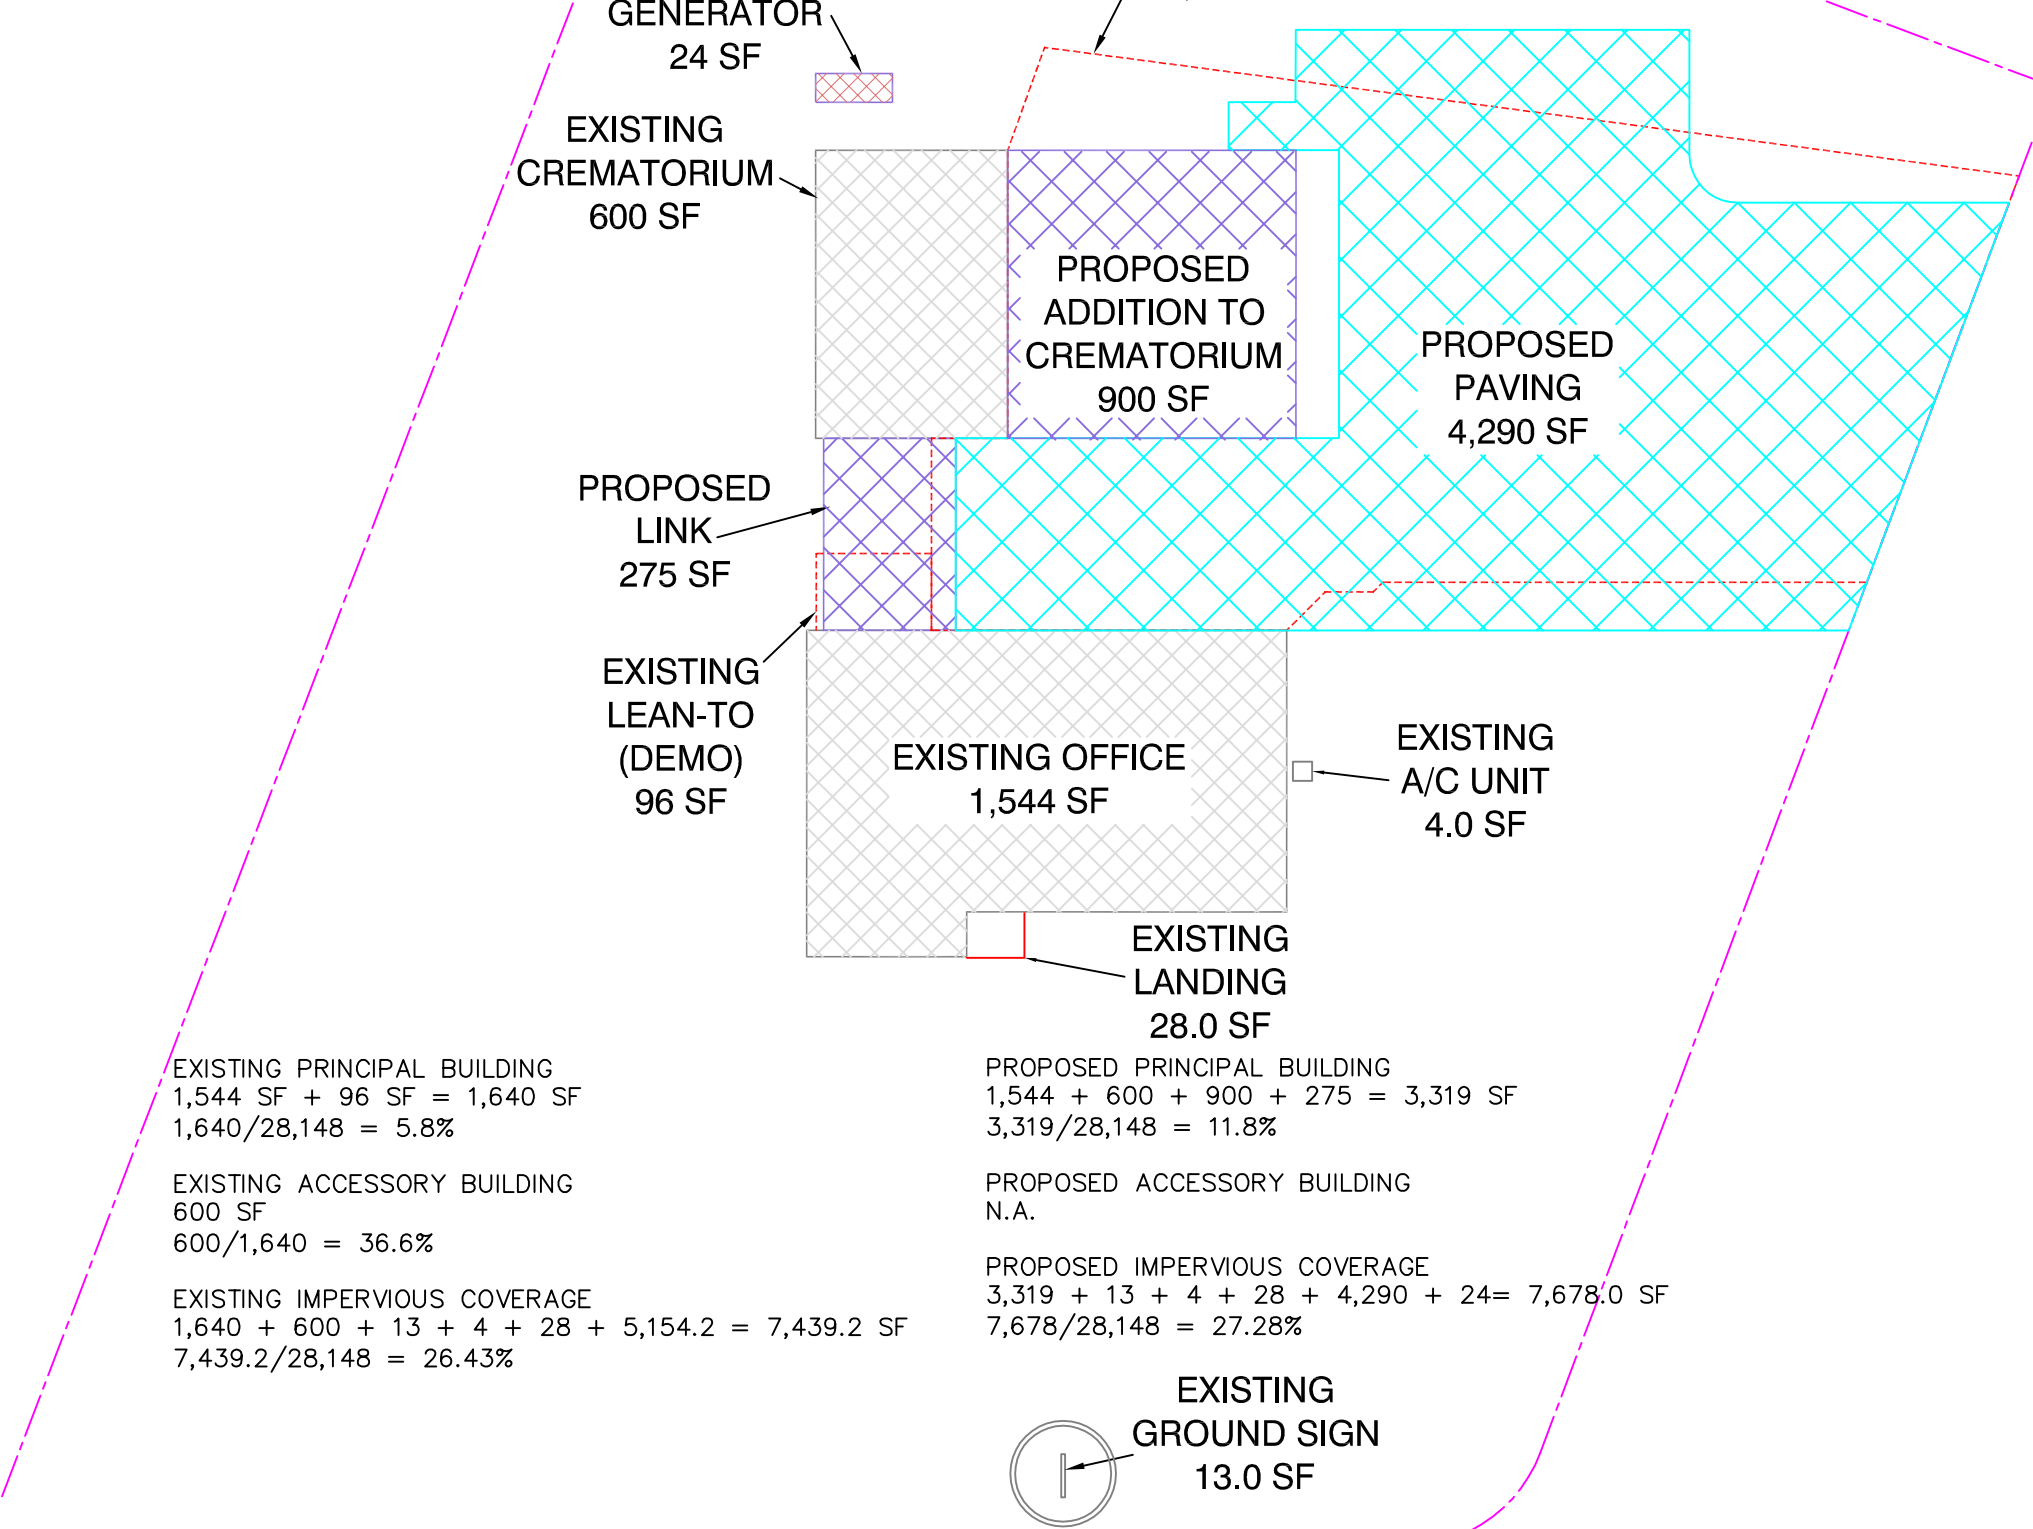 GENERATOR
24 SF
EXISTING
CREMATORIUM
600 SF
PROPOSED
ADDITION TO
CREMATORIUM
900 SF
PROPOSED
PAVING
4,290 SF
PROPOSED
LINK
275 SF
EXISTING
LEAN-TO
(DEMO)
96 SF
EXISTING OFFICE
1,544 SF
EXISTING
A/C UNIT
4.0 SF
EXISTING
LANDING
28.0 SF
EXISTING PRINCIPAL BUILDING
1,544 SF + 96 SF = 1,640 SF
1,640/28,148 = 5.8%
EXISTING ACCESSORY BUILDING
600 SF
600/1,640 = 36.6%
EXISTING IMPERVIOUS COVERAGE
1,640 + 600 + 13 + 4 + 28 + 5,154.2 = 7,439.2 SF
7,439.2/28,148 = 26.43%
PROPOSED PRINCIPAL BUILDING
1,544 + 600 + 900 + 275 = 3,319 SF
3,319/28,148 = 11.8%
PROPOSED ACCESSORY BUILDING
N.A.
PROPOSED IMPERVIOUS COVERAGE
3,319 + 13 + 4 + 28 + 4,290 + 24= 7,678.0 SF
7,678/28,148 = 27.28%
EXISTING
GROUND SIGN
13.0 SF